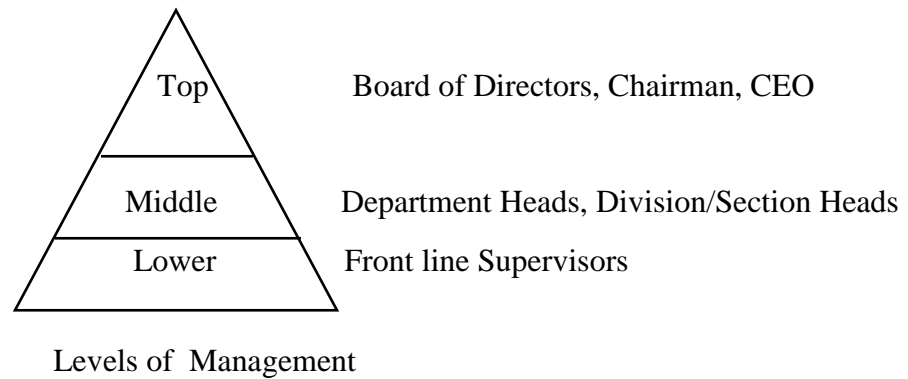 Top Board of Directors, Chairman, CEO
Middle Department Heads, Division/Section Heads
Lower Front line Supervisors
Levels of Management